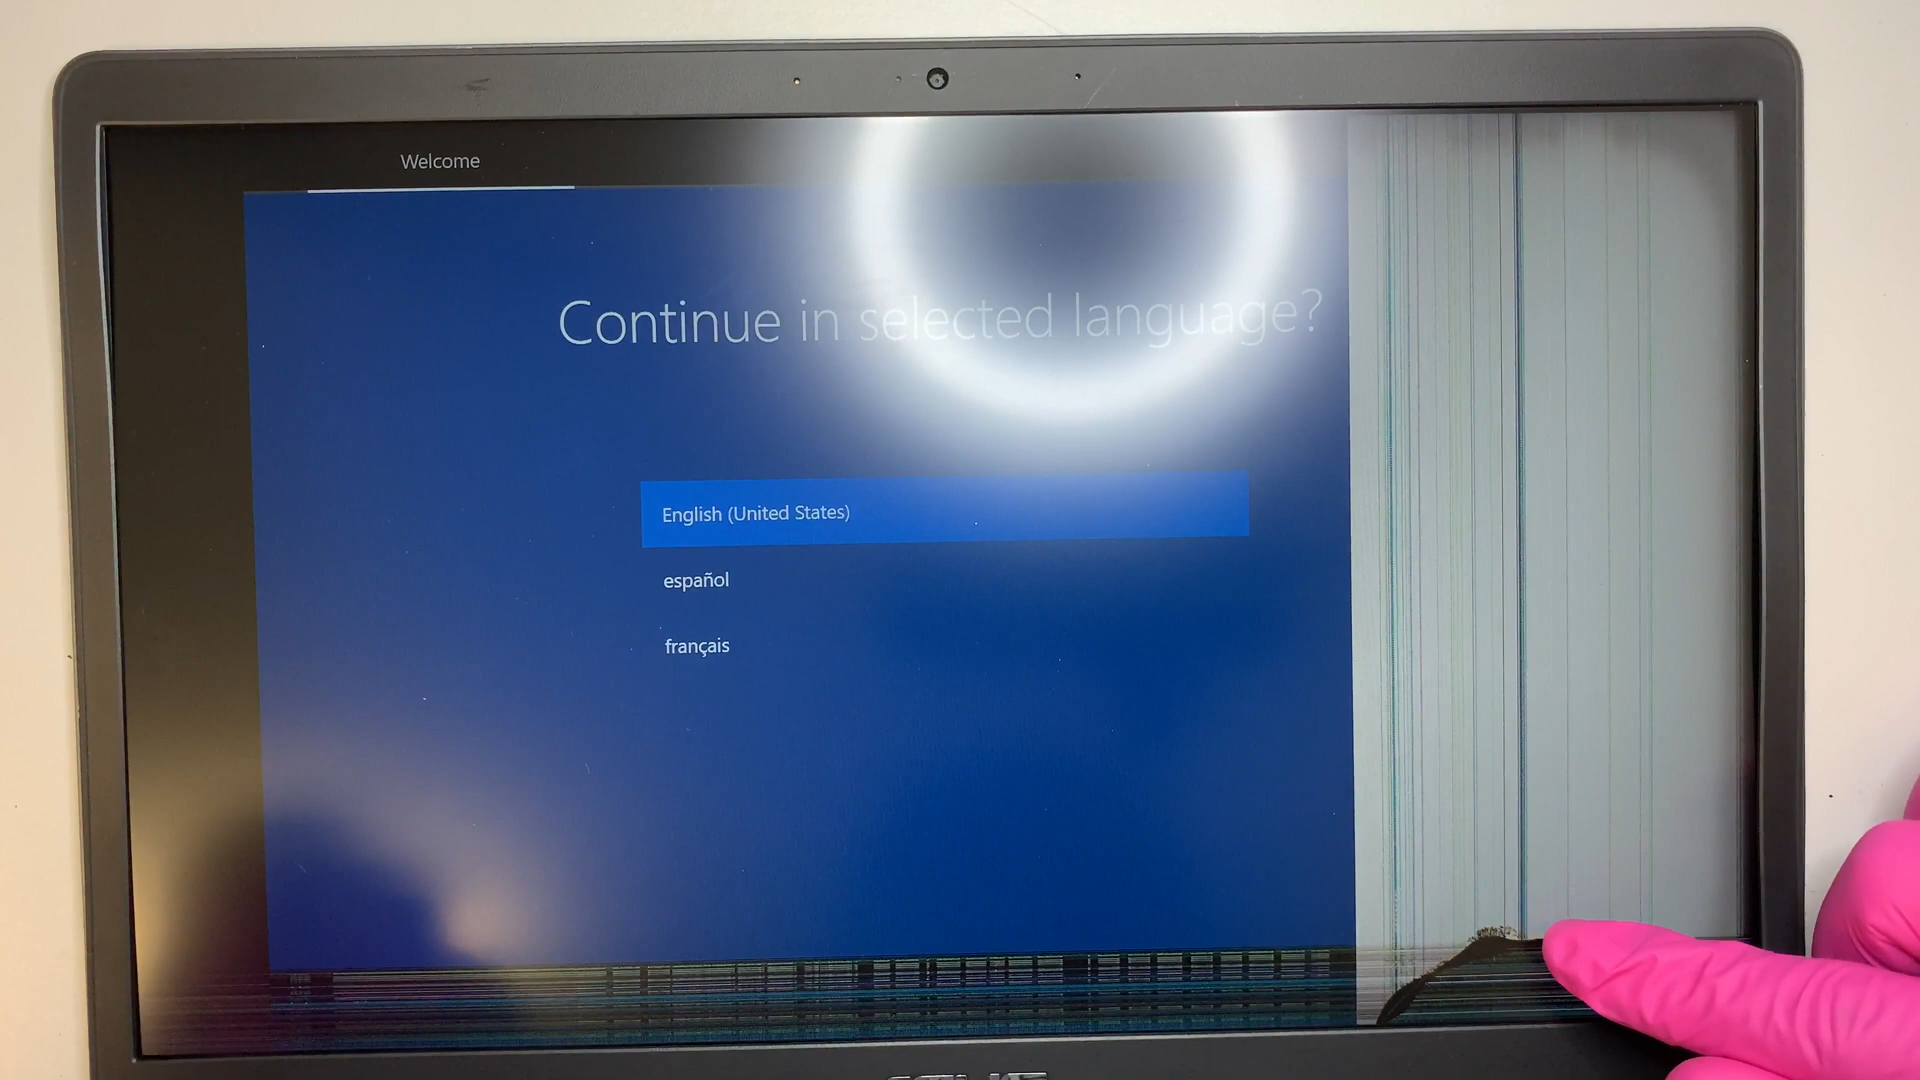 Welcome
Continue in selected language?
English (United States)
español
français